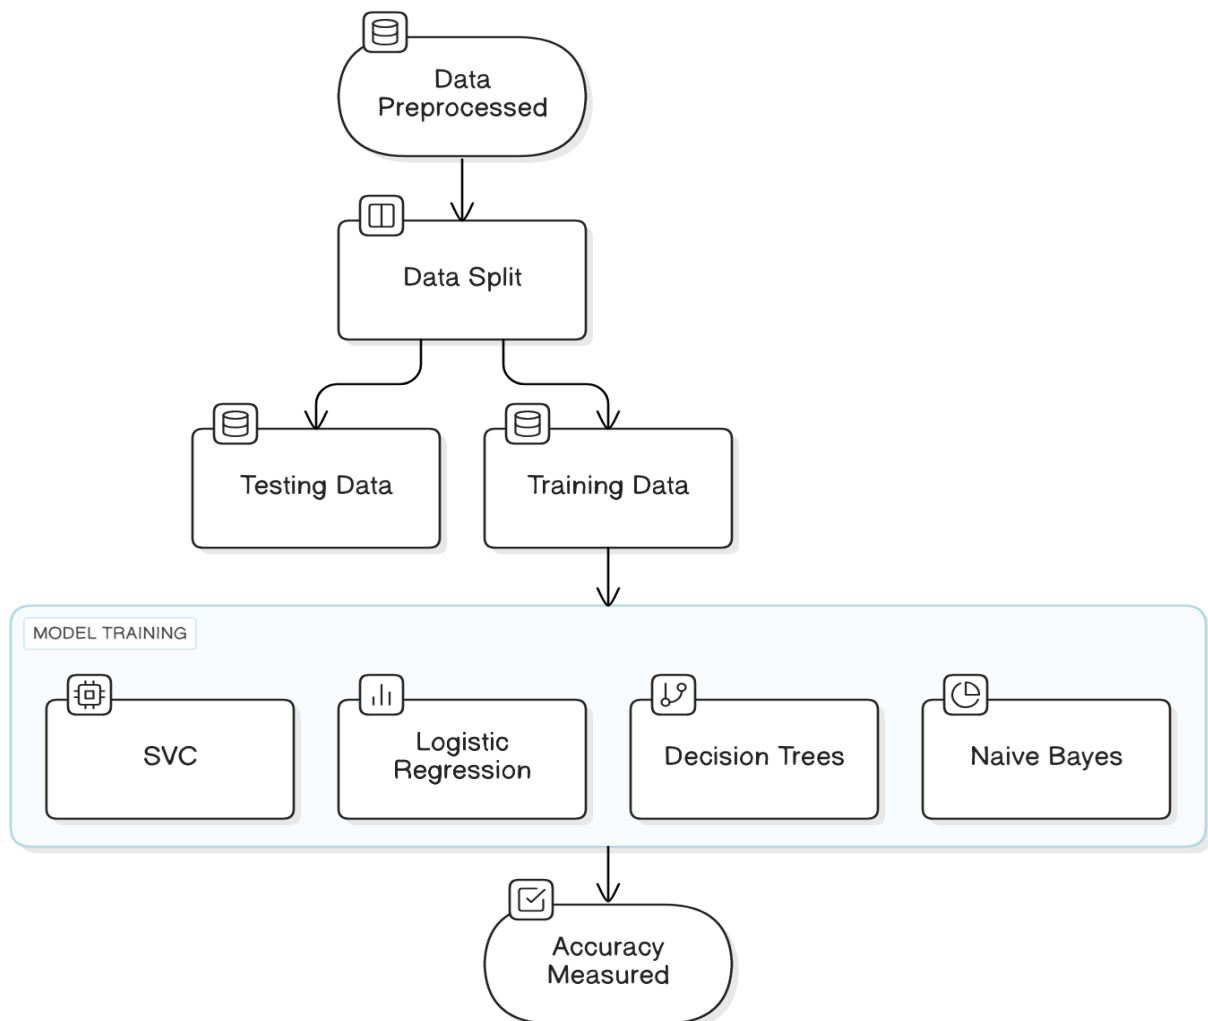 Data
Preprocessed
Data Split
Testing Data
Training Data
MODEL TRAINING
SVC
Logistic
Regression
Decision Trees
Naive Bayes
Accuracy
Measured